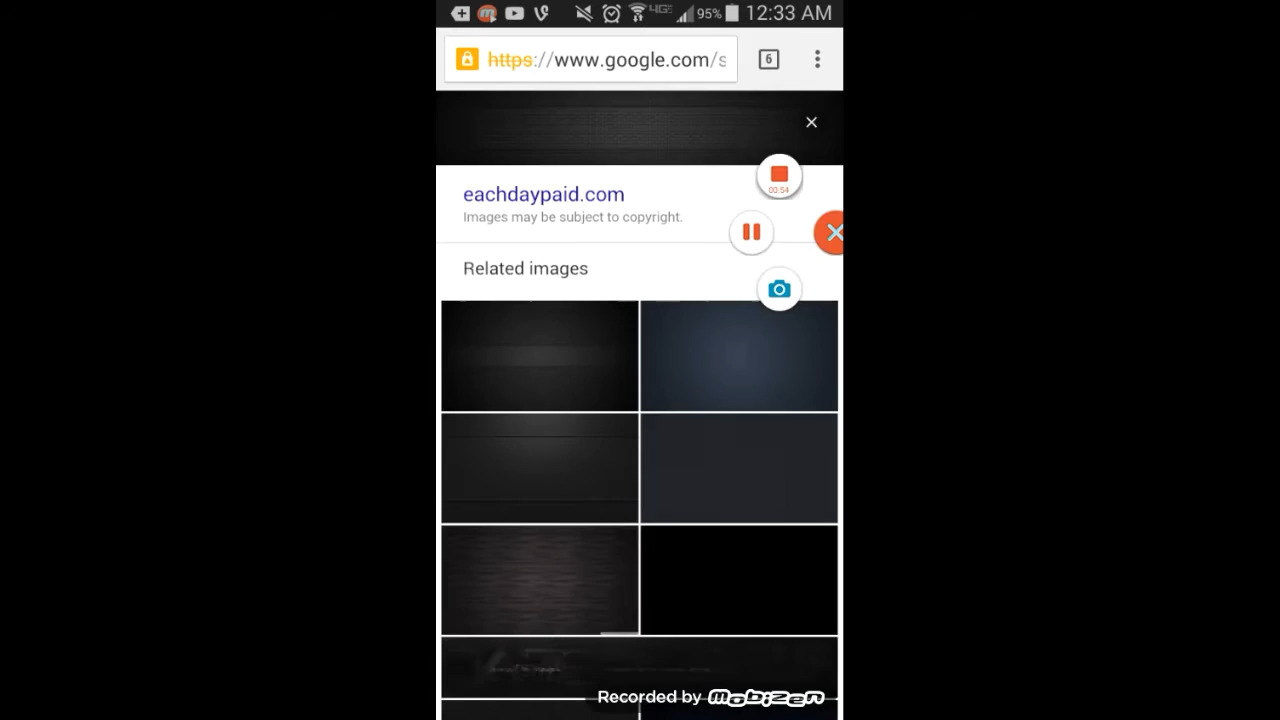 4G 95% 12:33 AM
https://www.google.com/s
6
eachdaypaid.com
00:54
Images may be subject to copyright.
Related images
Recorded by mobizen